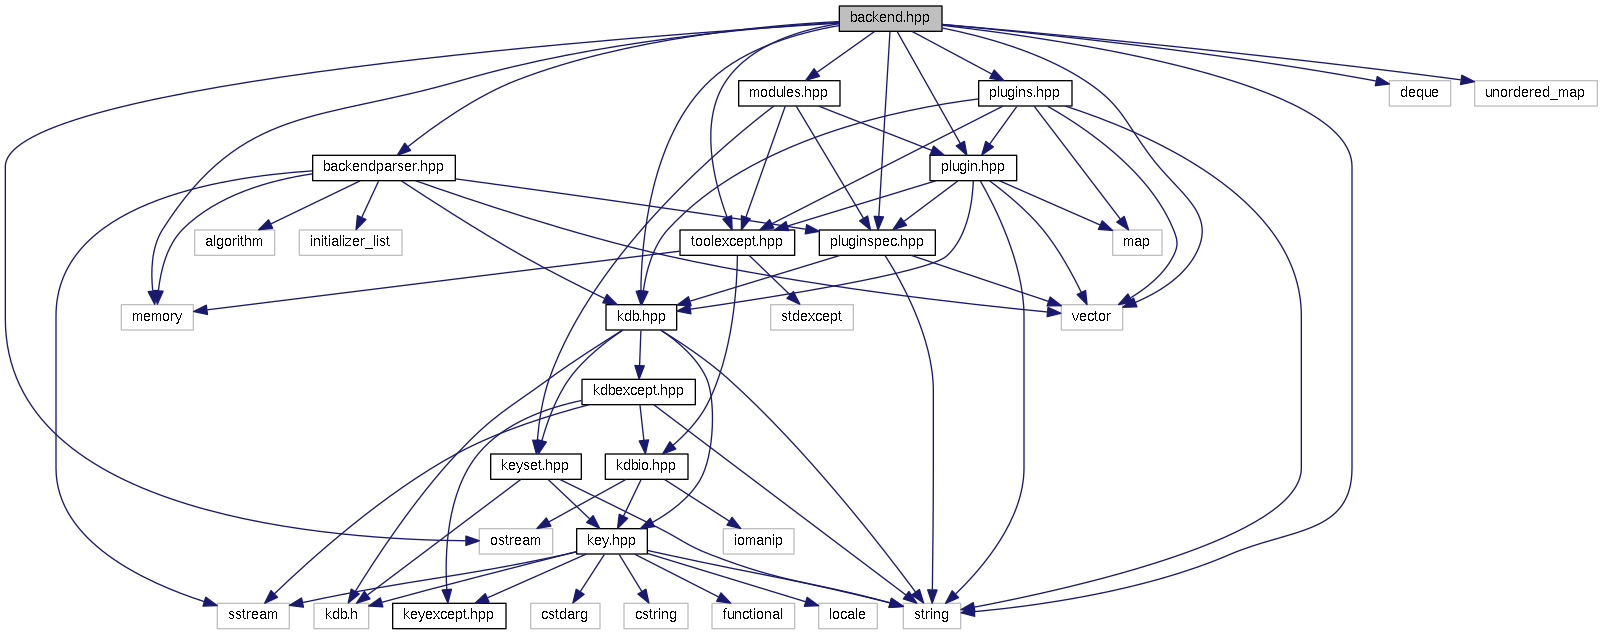 backend.hpp
modules.hpp
plugins.hpp
deque
unordered_map
backendparser.hpp
plugin.hpp
algorithm
initializer_list
toolexcept.hpp
pluginspec.hpp
map
memory
kdb.hpp
stdexcept
vector
kdbexcept.hpp
keyset.hpp
kdbio.hpp
ostream
key.hpp
iomanip
sstream
kdb.h
keyexcept.hpp
cstdarg
cstring
functional
locale
string